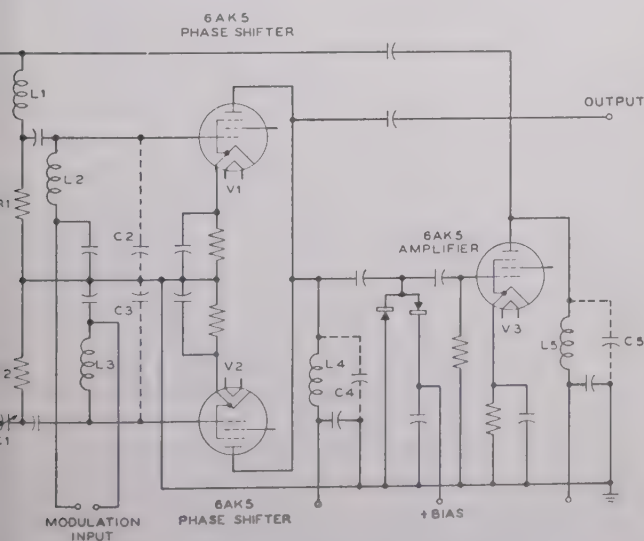 6AK5
PHASE SHIFTER
L1
OUTPUT
L2
V1
C2
6AK5
AMPLIFIER
C3
V3
L3
V2
L4
C4
L5
C5
6AK5
PHASE SHIFTER
+BIAS
MODULATION
INPUT